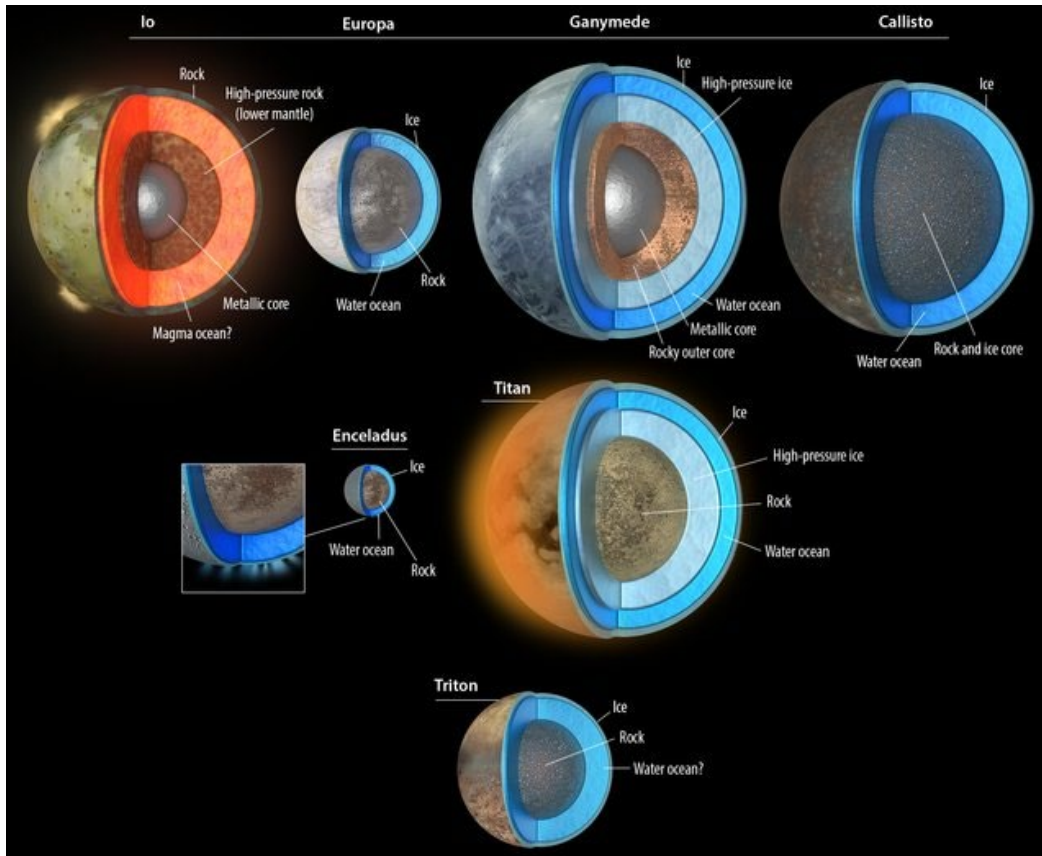 Io
Europa
Ganymede
Callisto
Rock
High-pressure rock
(lower mantle)
Metallic core
Magma ocean?
Ice
Rock
Water ocean
Ice
High-pressure ice
Water ocean
Metallic core
Rocky outer core
Ice
Water ocean
Rock and ice core
Enceladus
Ice
Water ocean
Rock
Titan
Ice
High-pressure ice
Rock
Water ocean
Triton
Ice
Rock
Water ocean?